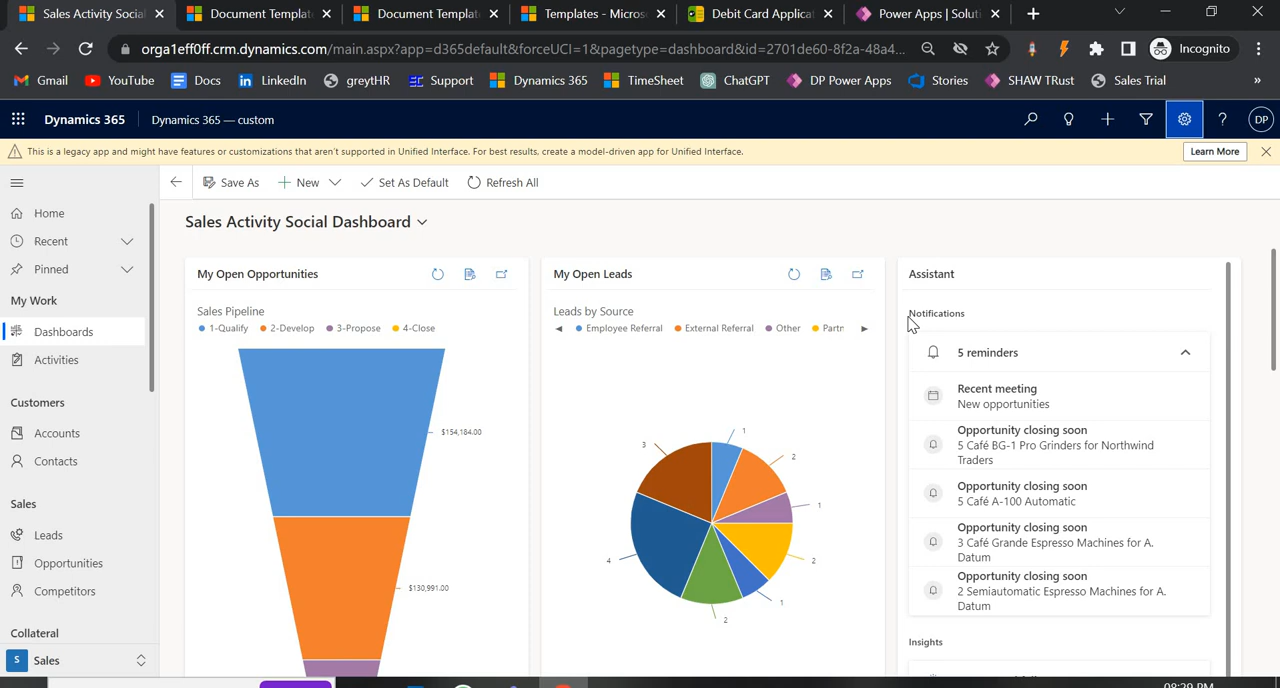 Sales Activity Social
Document Templat
Document Templat
Templates - Micros
Debit Card Applica
Power Apps | Soluti
orga1eff0ff.crm.dynamics.com/main.aspx?app=d365default&forceUCI=1&pagetype=dashboard&id=2701de60-8f2a-48a4...
Incognito
Gmail
YouTube
Docs
LinkedIn
greytHR
Support
Dynamics 365
TimeSheet
ChatGPT
DP Power Apps
Stories
SHAW TRust
Sales Trial
»
Dynamics 365
Dynamics 365 — custom
DP
This is a legacy app and might have features or customizations that aren't supported in Unified Interface. For best results, create a model-driven app for Unified Interface.
Learn More
Home
Recent
Pinned
My Work
Dashboards
Activities
Customers
Accounts
Contacts
Sales
Leads
Opportunities
Competitors
Collateral
S Sales
Save As
New
Set As Default
Refresh All
Sales Activity Social Dashboard
My Open Opportunities
Sales Pipeline
1-Qualify
2-Develop
3-Propose
4-Close
$154,184.00
$130,991.00
My Open Leads
Leads by Source
Employee Referral
External Referral
Other
Partn
1
2
1
2
1
2
4
3
Assistant
Notifications
5 reminders
Recent meeting
New opportunities
Opportunity closing soon
5 Café BG-1 Pro Grinders for Northwind
Traders
Opportunity closing soon
5 Café A-100 Automatic
Opportunity closing soon
3 Café Grande Espresso Machines for A.
Datum
Opportunity closing soon
2 Semiautomatic Espresso Machines for A.
Datum
Insights
08:29 PM